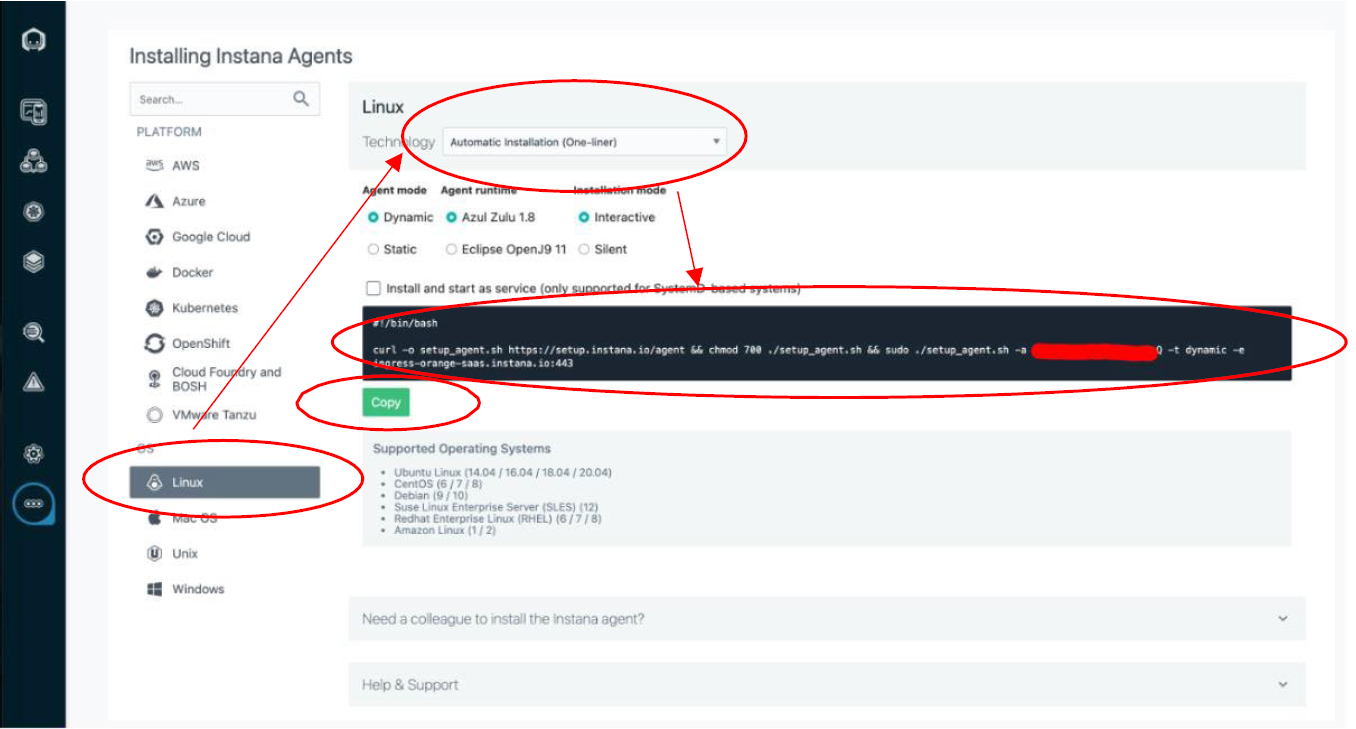 Installing Instana Agents
Search...
PLATFORM
aws AWS
Azure
Google Cloud
Docker
Kubernetes
OpenShift
Cloud Foundry and
BOSH
VMware Tanzu
OS
Linux
Mac OS
Unix
Windows
Linux
Technology Automatic Installation (One-liner)
Agent mode Agent runtime Installation mode
Dynamic Azul Zulu 1.8 Interactive
Static Eclipse OpenJ9 11 Silent
Install and start as service (only supported for SystemD-based systems)
#!/bin/bash
curl -o setup_agent.sh https://setup.instana.io/agent && chmod 700 ./setup_agent.sh && sudo ./setup_agent.sh -a Q -t dynamic -e
ingress-orange-saas.instana.io:443
Copy
Supported Operating Systems
• Ubuntu Linux (14.04 / 16.04 / 18.04 / 20.04)
• CentOS (6 / 7 / 8)
• Debian (9 / 10)
• Suse Linux Enterprise Server (SLES) (12)
• Redhat Enterprise Linux (RHEL) (6 / 7 / 8)
• Amazon Linux (1 / 2)
Need a colleague to install the Instana agent?
Help & Support